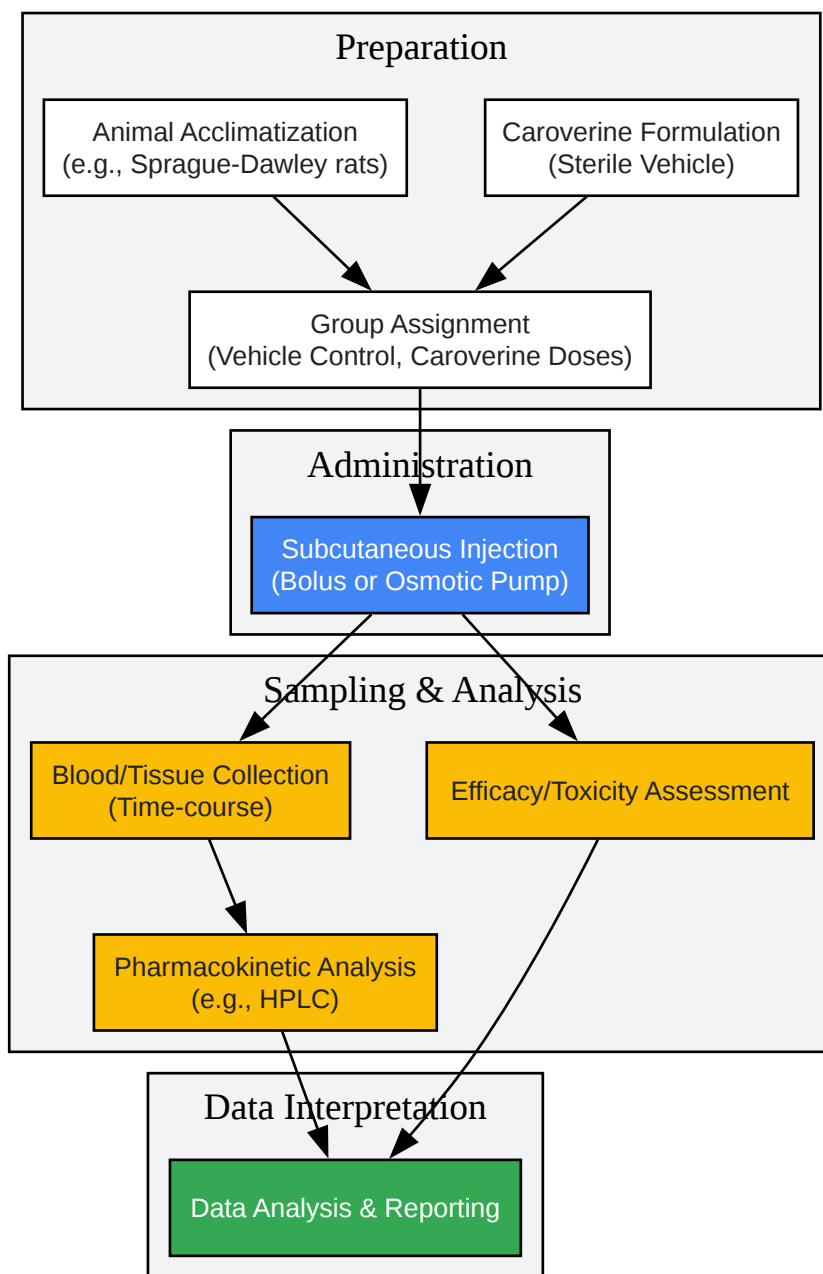 Preparation
Animal Acclimatization
(e.g., Sprague-Dawley rats)
Caroverine Formulation
(Sterile Vehicle)
Group Assignment
(Vehicle Control, Caroverine Doses)
Administration
Subcutaneous Injection
(Bolus or Osmotic Pump)
Sampling & Analysis
Blood/Tissue Collection
(Time-course)
Efficacy/Toxicity Assessment
Pharmacokinetic Analysis
(e.g., HPLC)
Data Interpretation
Data Analysis & Reporting